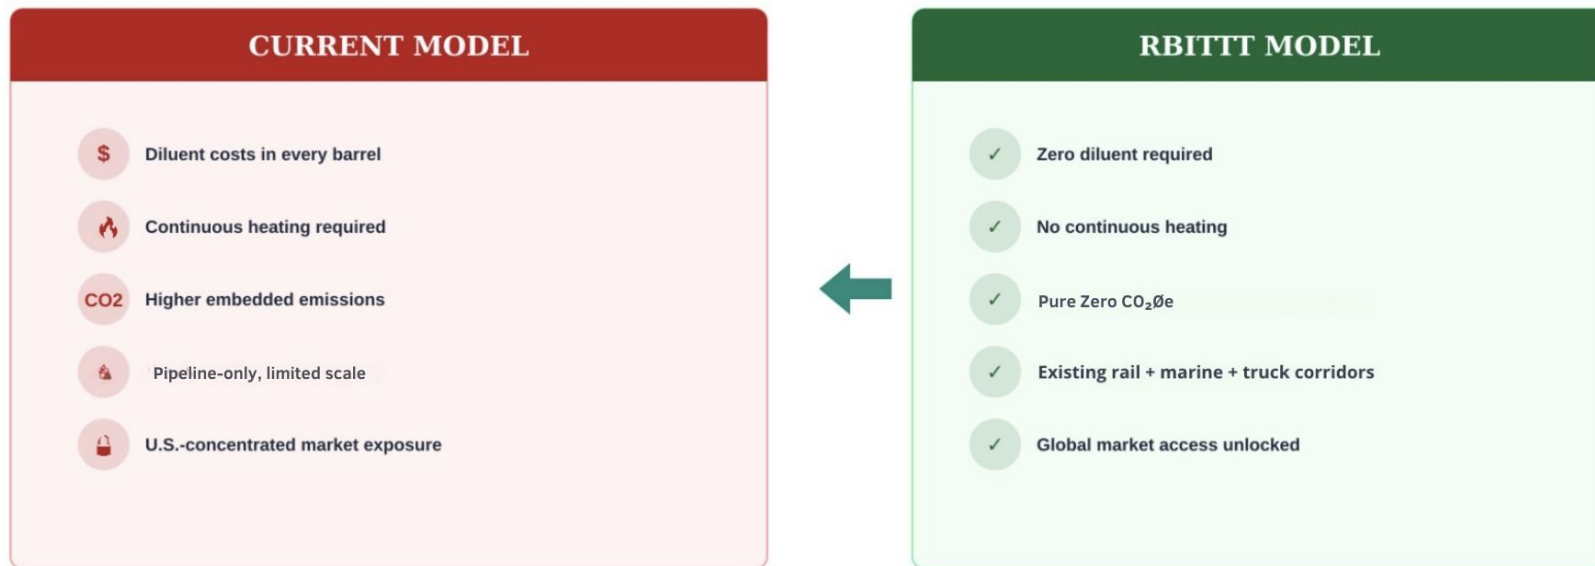 CURRENT MODEL
$ Diluent costs in every barrel
Continuous heating required
CO2 Higher embedded emissions
Pipeline-only, limited scale
U.S.-concentrated market exposure
RBITTT MODEL
✓ Zero diluent required
✓ No continuous heating
✓ Pure Zero CO₂Øe
✓ Existing rail + marine + truck corridors
✓ Global market access unlocked